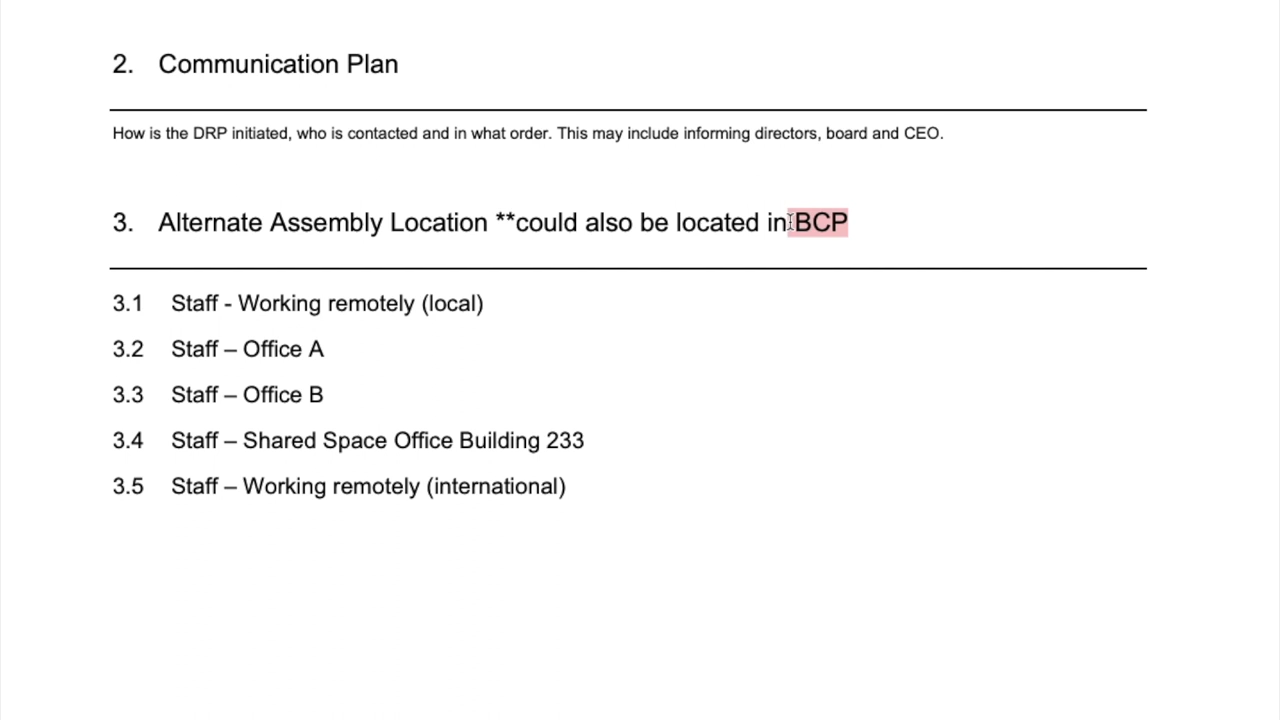 2. Communication Plan
How is the DRP initiated, who is contacted and in what order. This may include informing directors, board and CEO.
3. Alternate Assembly Location **could also be located in BCP
3.1 Staff - Working remotely (local)
3.2 Staff – Office A
3.3 Staff – Office B
3.4 Staff – Shared Space Office Building 233
3.5 Staff – Working remotely (international)